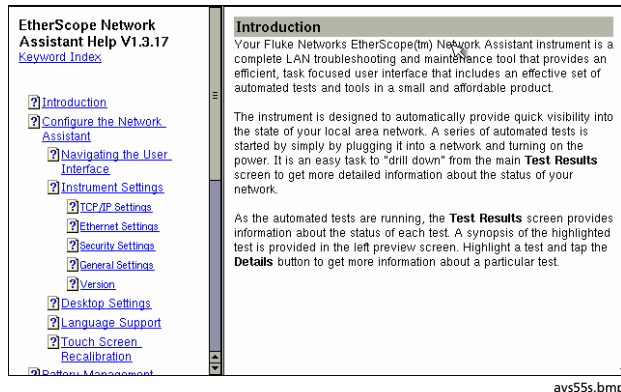 EtherScope Network
Assistant Help V1.3.17
Keyword Index
Introduction
Configure the Network
Assistant
Navigating the User
Interface
Instrument Settings
TCP/IP Settings
Ethernet Settings
Security Settings
General Settings
Version
Desktop Settings
Language Support
Touch Screen
Recalibration
Battery Management
Introduction
Your Fluke Networks EtherScope(tm) Network Assistant instrument is a
complete LAN troubleshooting and maintenance tool that provides an
efficient, task focused user interface that includes an effective set of
automated tests and tools in a small and affordable product.
The instrument is designed to automatically provide quick visibility into
the state of your local area network. A series of automated tests is
started by simply by plugging it into a network and turning on the
power. It is an easy task to "drill down" from the main Test Results
screen to get more detailed information about the status of your
network.
As the automated tests are running, the Test Results screen provides
information about the status of each test. A synopsis of the highlighted
test is provided in the left preview screen. Highlight a test and tap the
Details button to get more information about a particular test.
avs55s.bmp